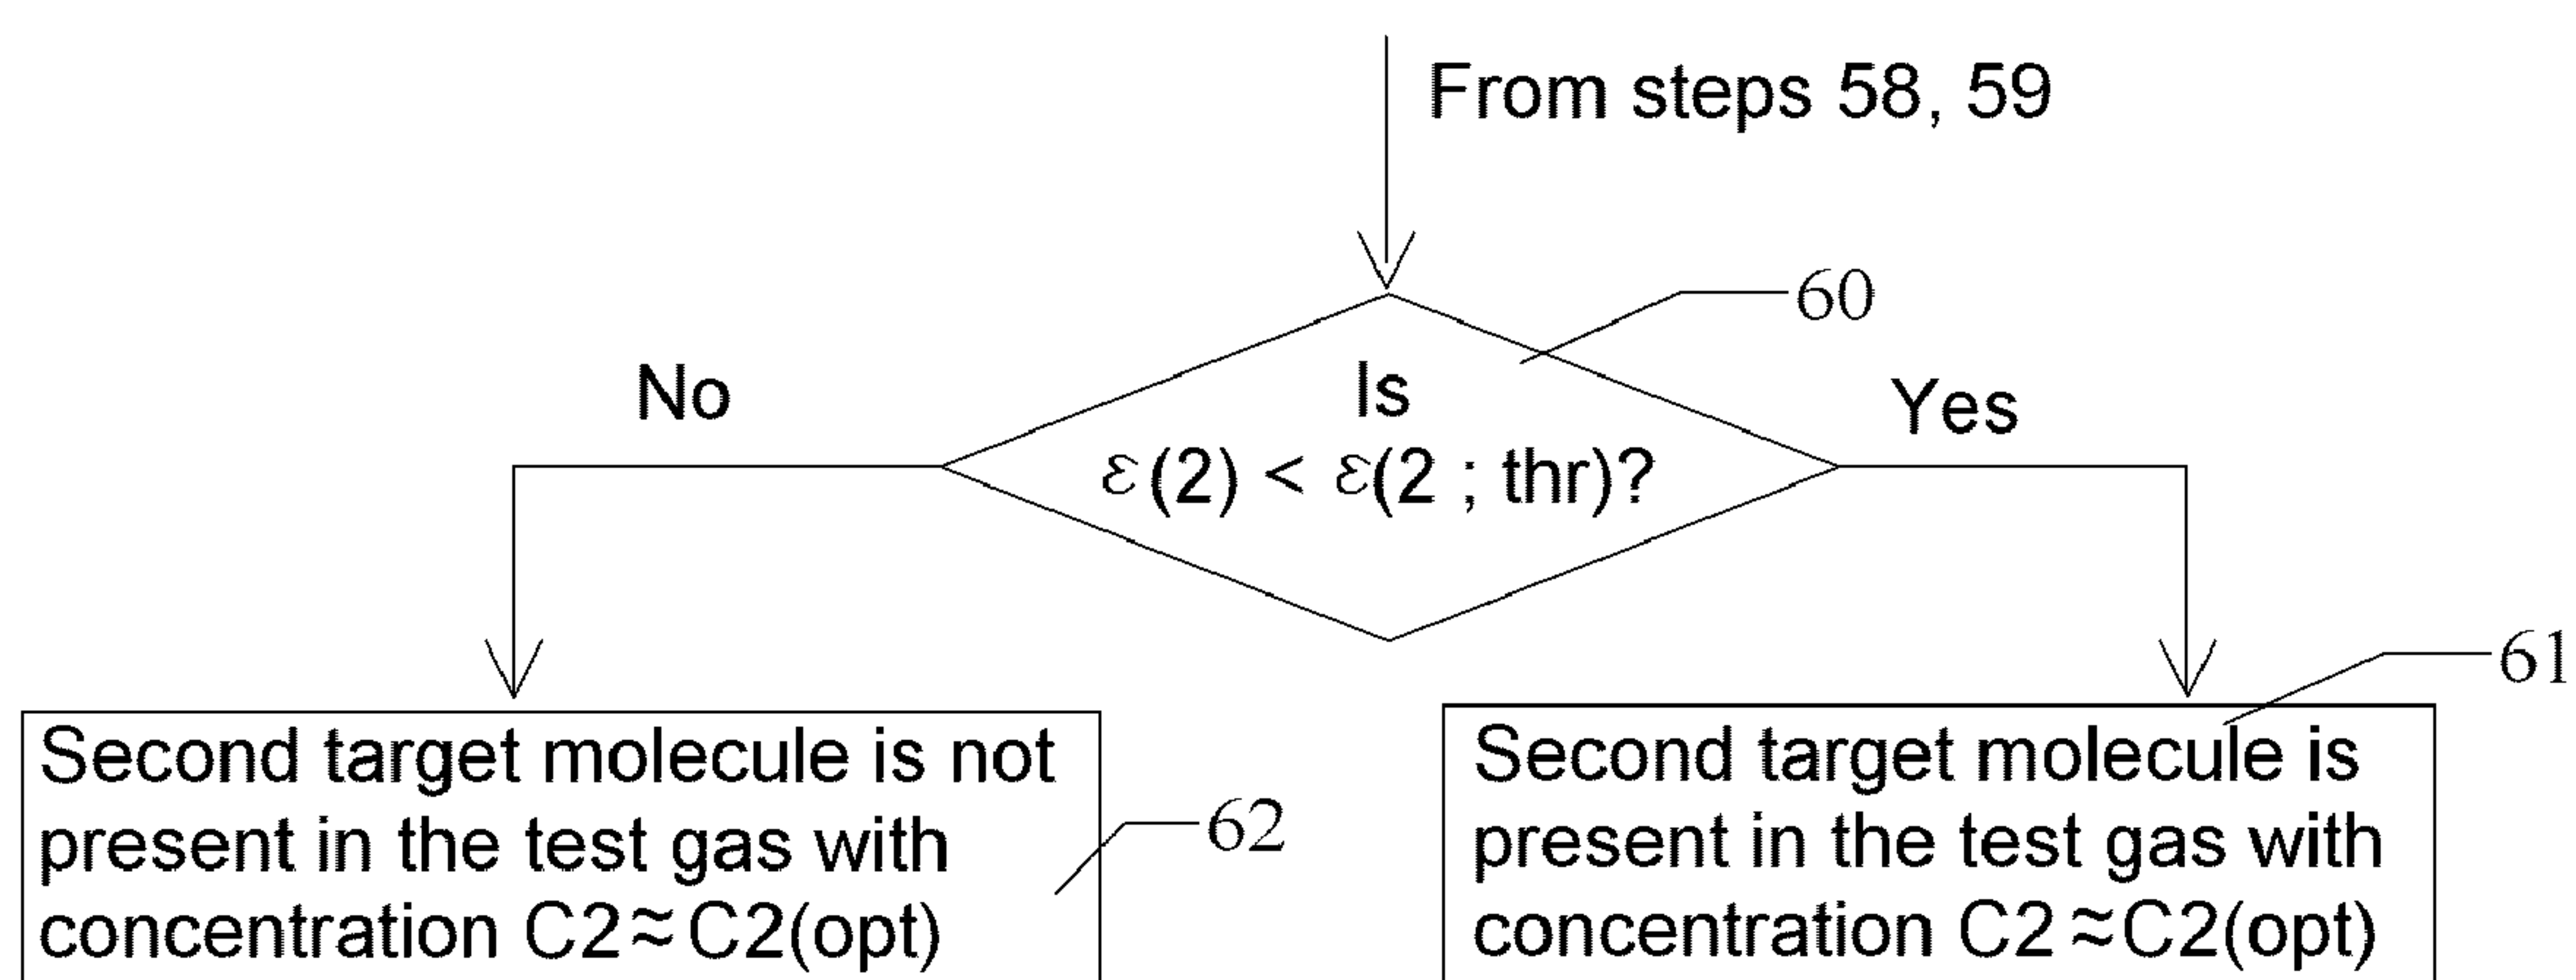 From steps 58, 59
60
No
Is
Yes
ε(2) < ε(2 ; thr)?
61
Second target molecule is not
present in the test gas with
concentration C2≈C2(opt)
62
Second target molecule is
present in the test gas with
concentration C2≈C2(opt)